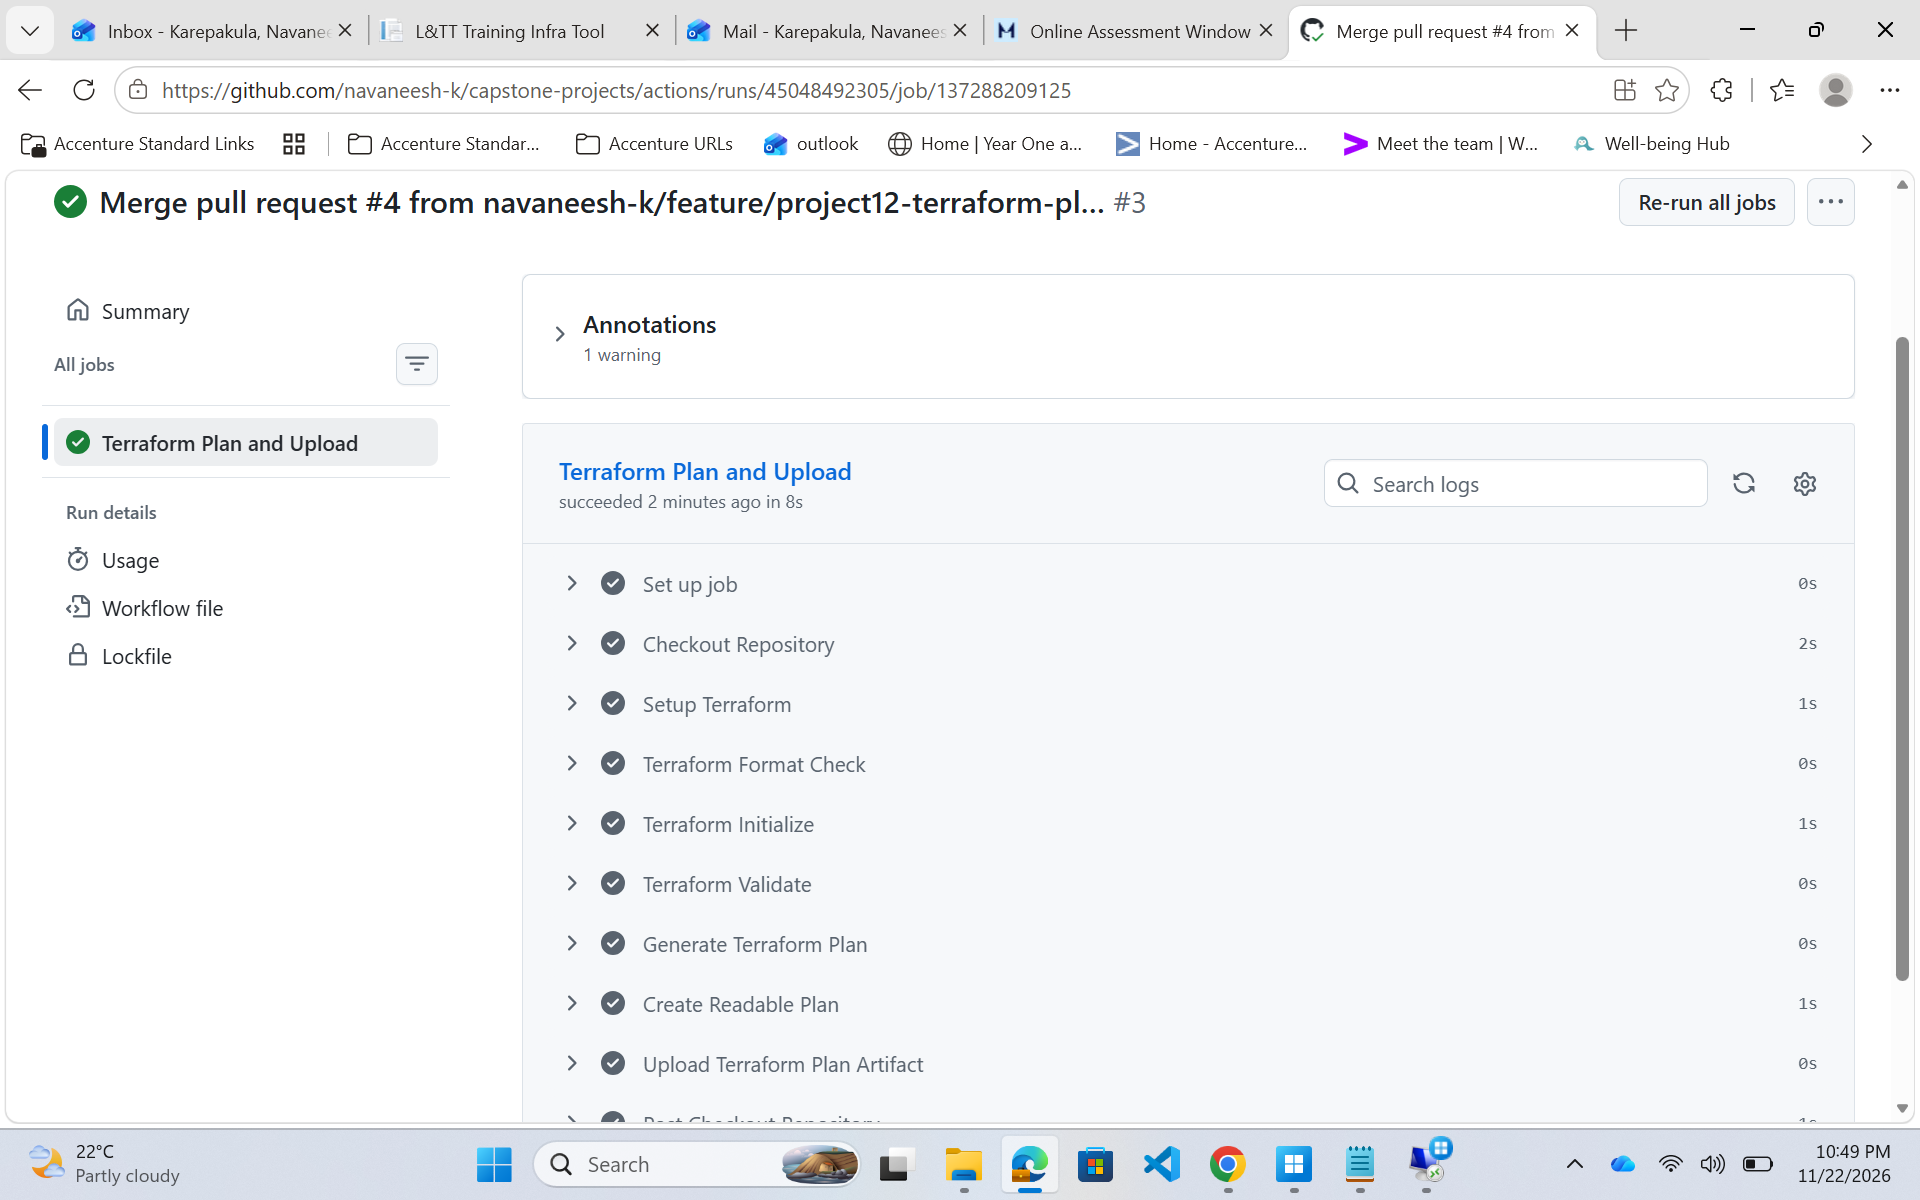 Inbox - Karepakula, Navanee
L&TT Training Infra Tool
Mail - Karepakula, Navanees
Online Assessment Window
Merge pull request #4 from
https://github.com/navaneesh-k/capstone-projects/actions/runs/45048492305/job/137288209125
Accenture Standard Links
Accenture Standar...
Accenture URLs
outlook
Home | Year One a...
Home - Accenture...
Meet the team | W...
Well-being Hub
Merge pull request #4 from navaneesh-k/feature/project12-terraform-pl... #3
Re-run all jobs
Summary
All jobs
Terraform Plan and Upload
Run details
Usage
Workflow file
Lockfile
Annotations
1 warning
Terraform Plan and Upload
succeeded 2 minutes ago in 8s
Search logs
Set up job 0s
Checkout Repository 2s
Setup Terraform 1s
Terraform Format Check 0s
Terraform Initialize 1s
Terraform Validate 0s
Generate Terraform Plan 0s
Create Readable Plan 1s
Upload Terraform Plan Artifact 0s
Post Checkout Repository 1s
22°C
Partly cloudy
Search
10:49 PM
11/22/2026